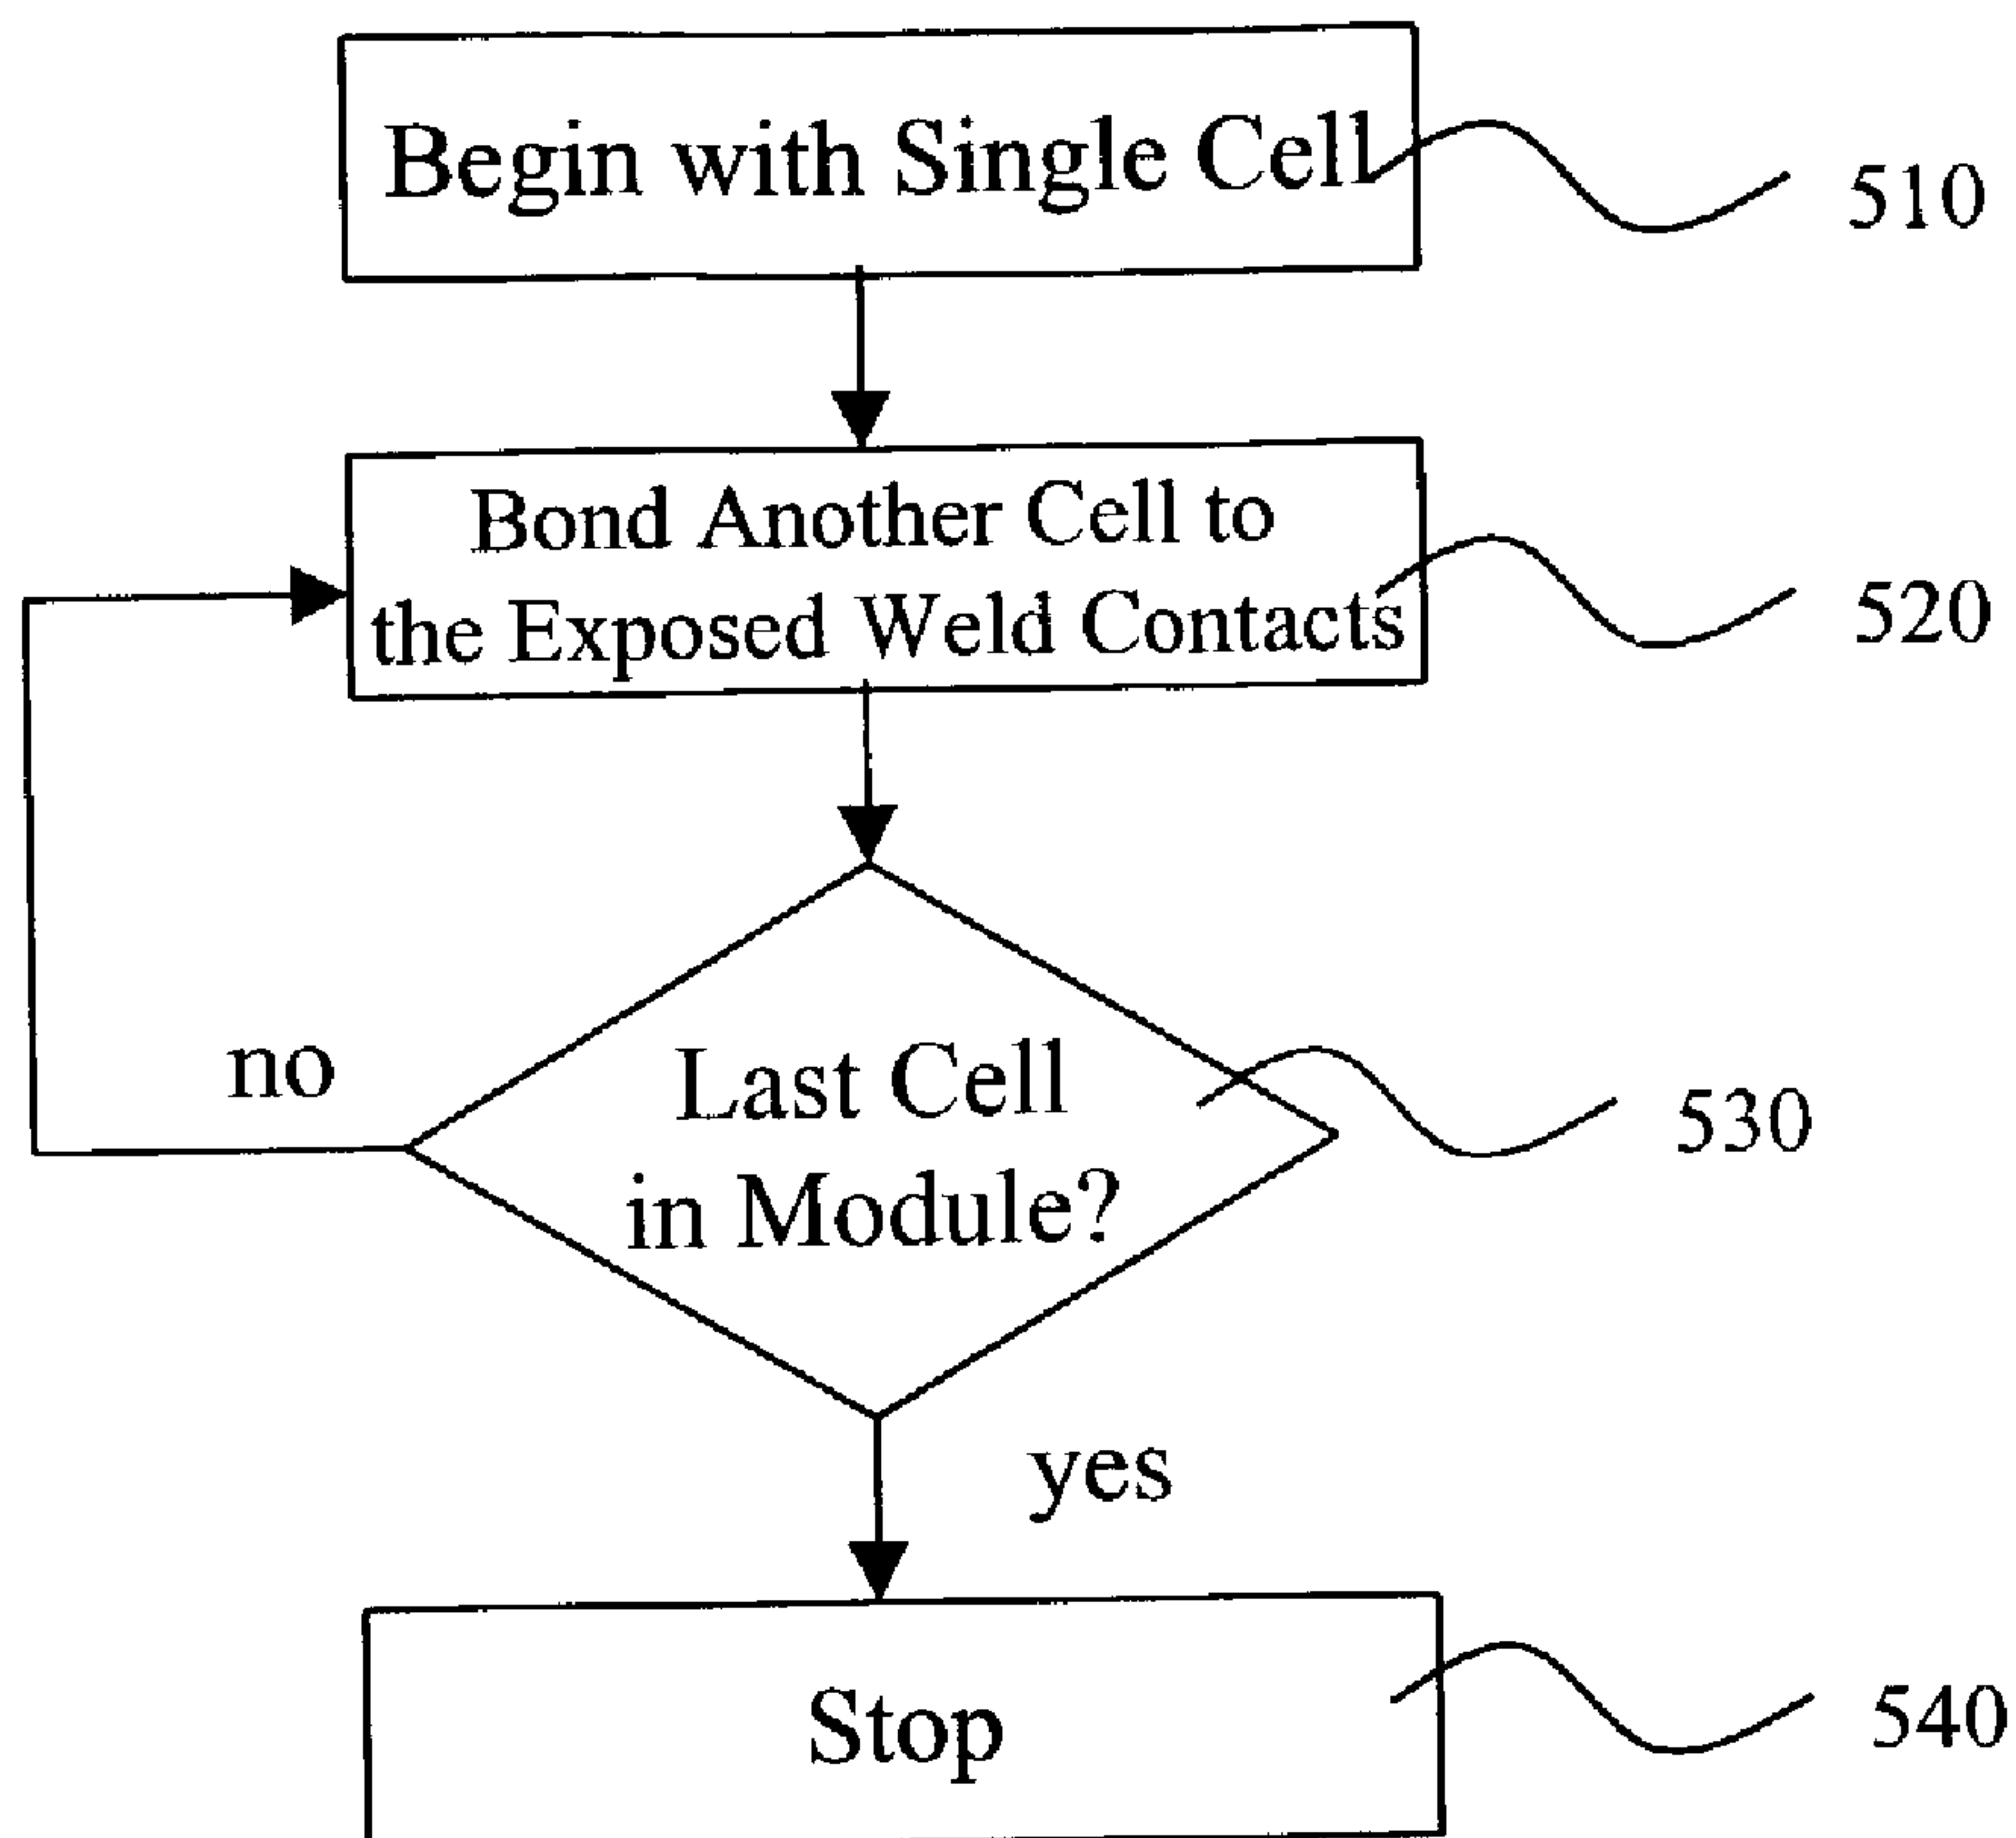 Begin with Single Cell
510
Bond Another Cell to
the Exposed Weld Contacts
520
no
Last Cell
in Module?
530
yes
Stop
540